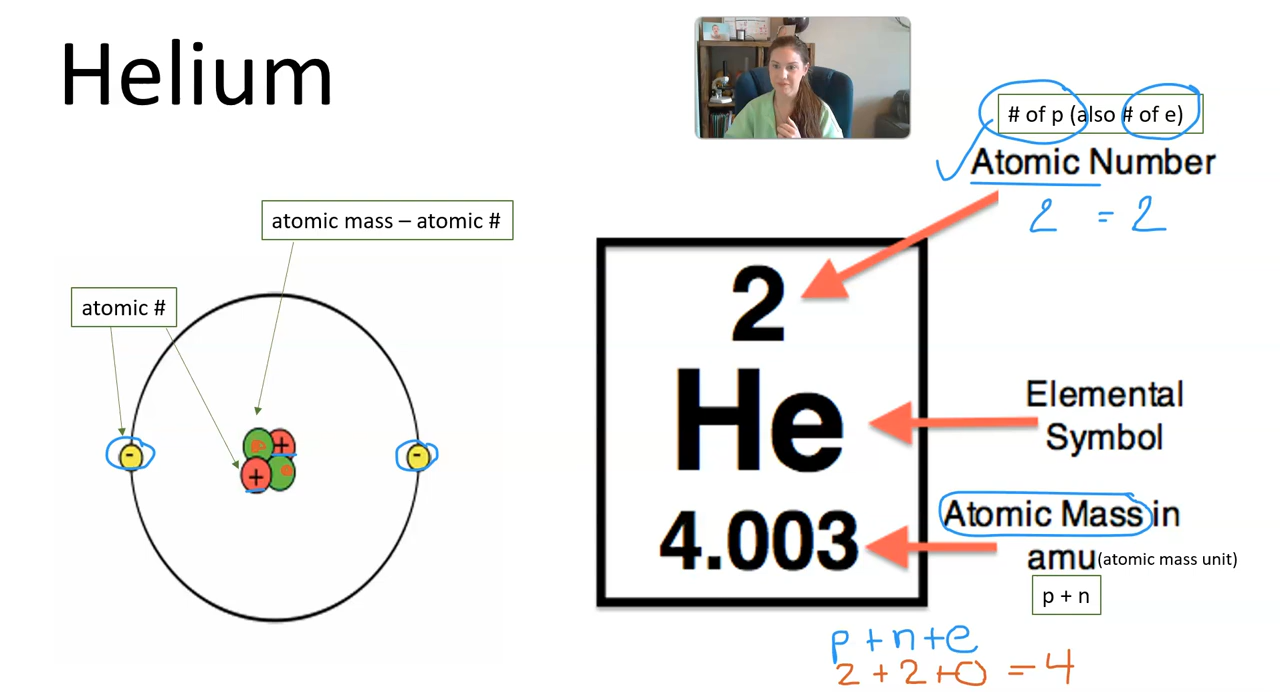 Helium
# of p (also # of e)
Atomic Number
2 = 2
atomic mass – atomic #
atomic #
-
+
+
-
2
He
4.003
Elemental
Symbol
Atomic Mass in
amu (atomic mass unit)
p + n
p + n + e
2 + 2 + 0 = 4